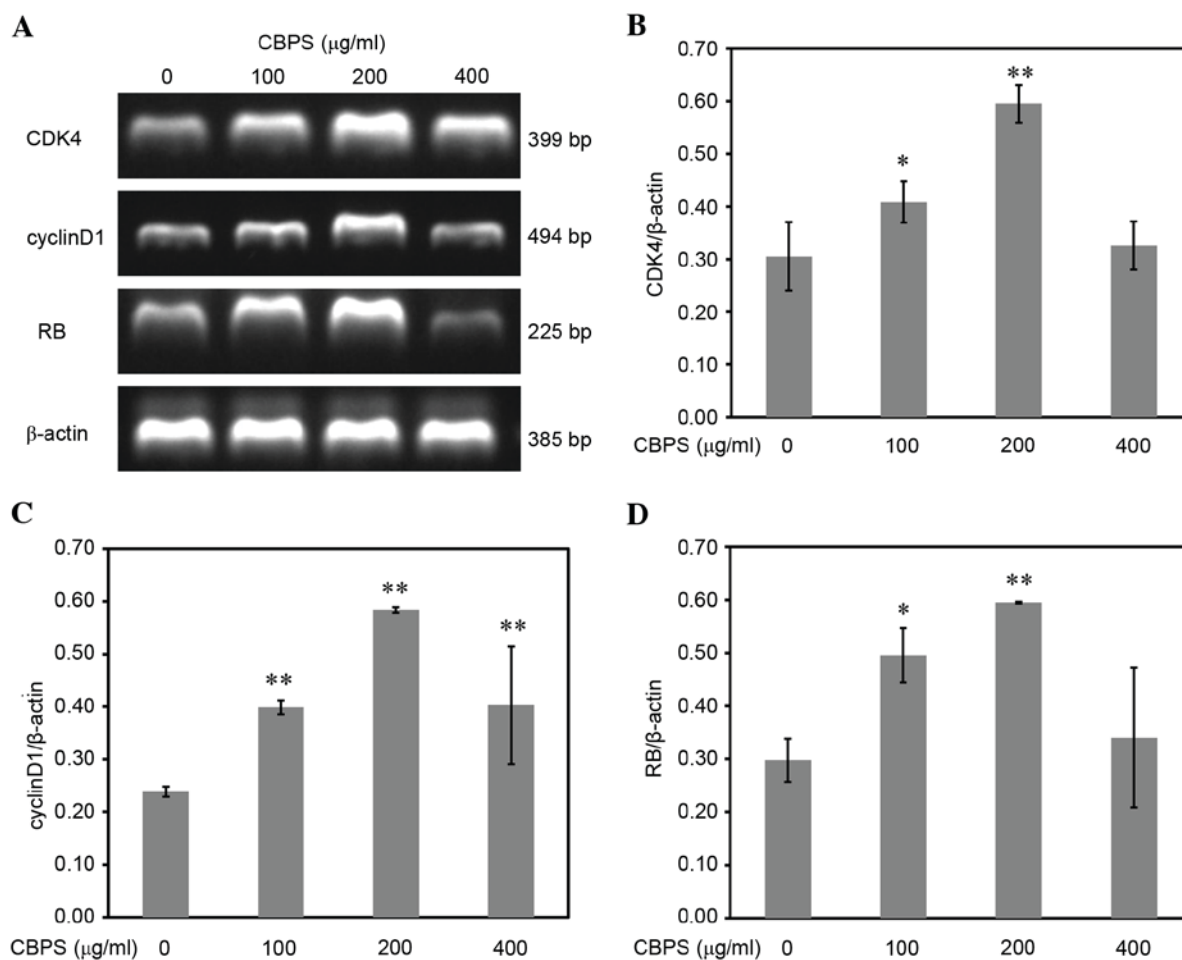 A
CBPS (μg/ml)
0 100 200 400
CDK4 399 bp
cyclinD1 494 bp
RB 225 bp
β-actin 385 bp
B
0.70
0.60
0.50
0.40
0.30
0.20
0.10
0.00
CDK4/β-actin
*
**
CBPS (μg/ml) 0 100 200 400
C
0.70
0.60
0.50
0.40
0.30
0.20
0.10
0.00
cyclinD1/β-actin
**
**
**
CBPS (μg/ml) 0 100 200 400
D
0.70
0.60
0.50
0.40
0.30
0.20
0.10
0.00
RB/β-actin
*
**
CBPS (μg/ml) 0 100 200 400